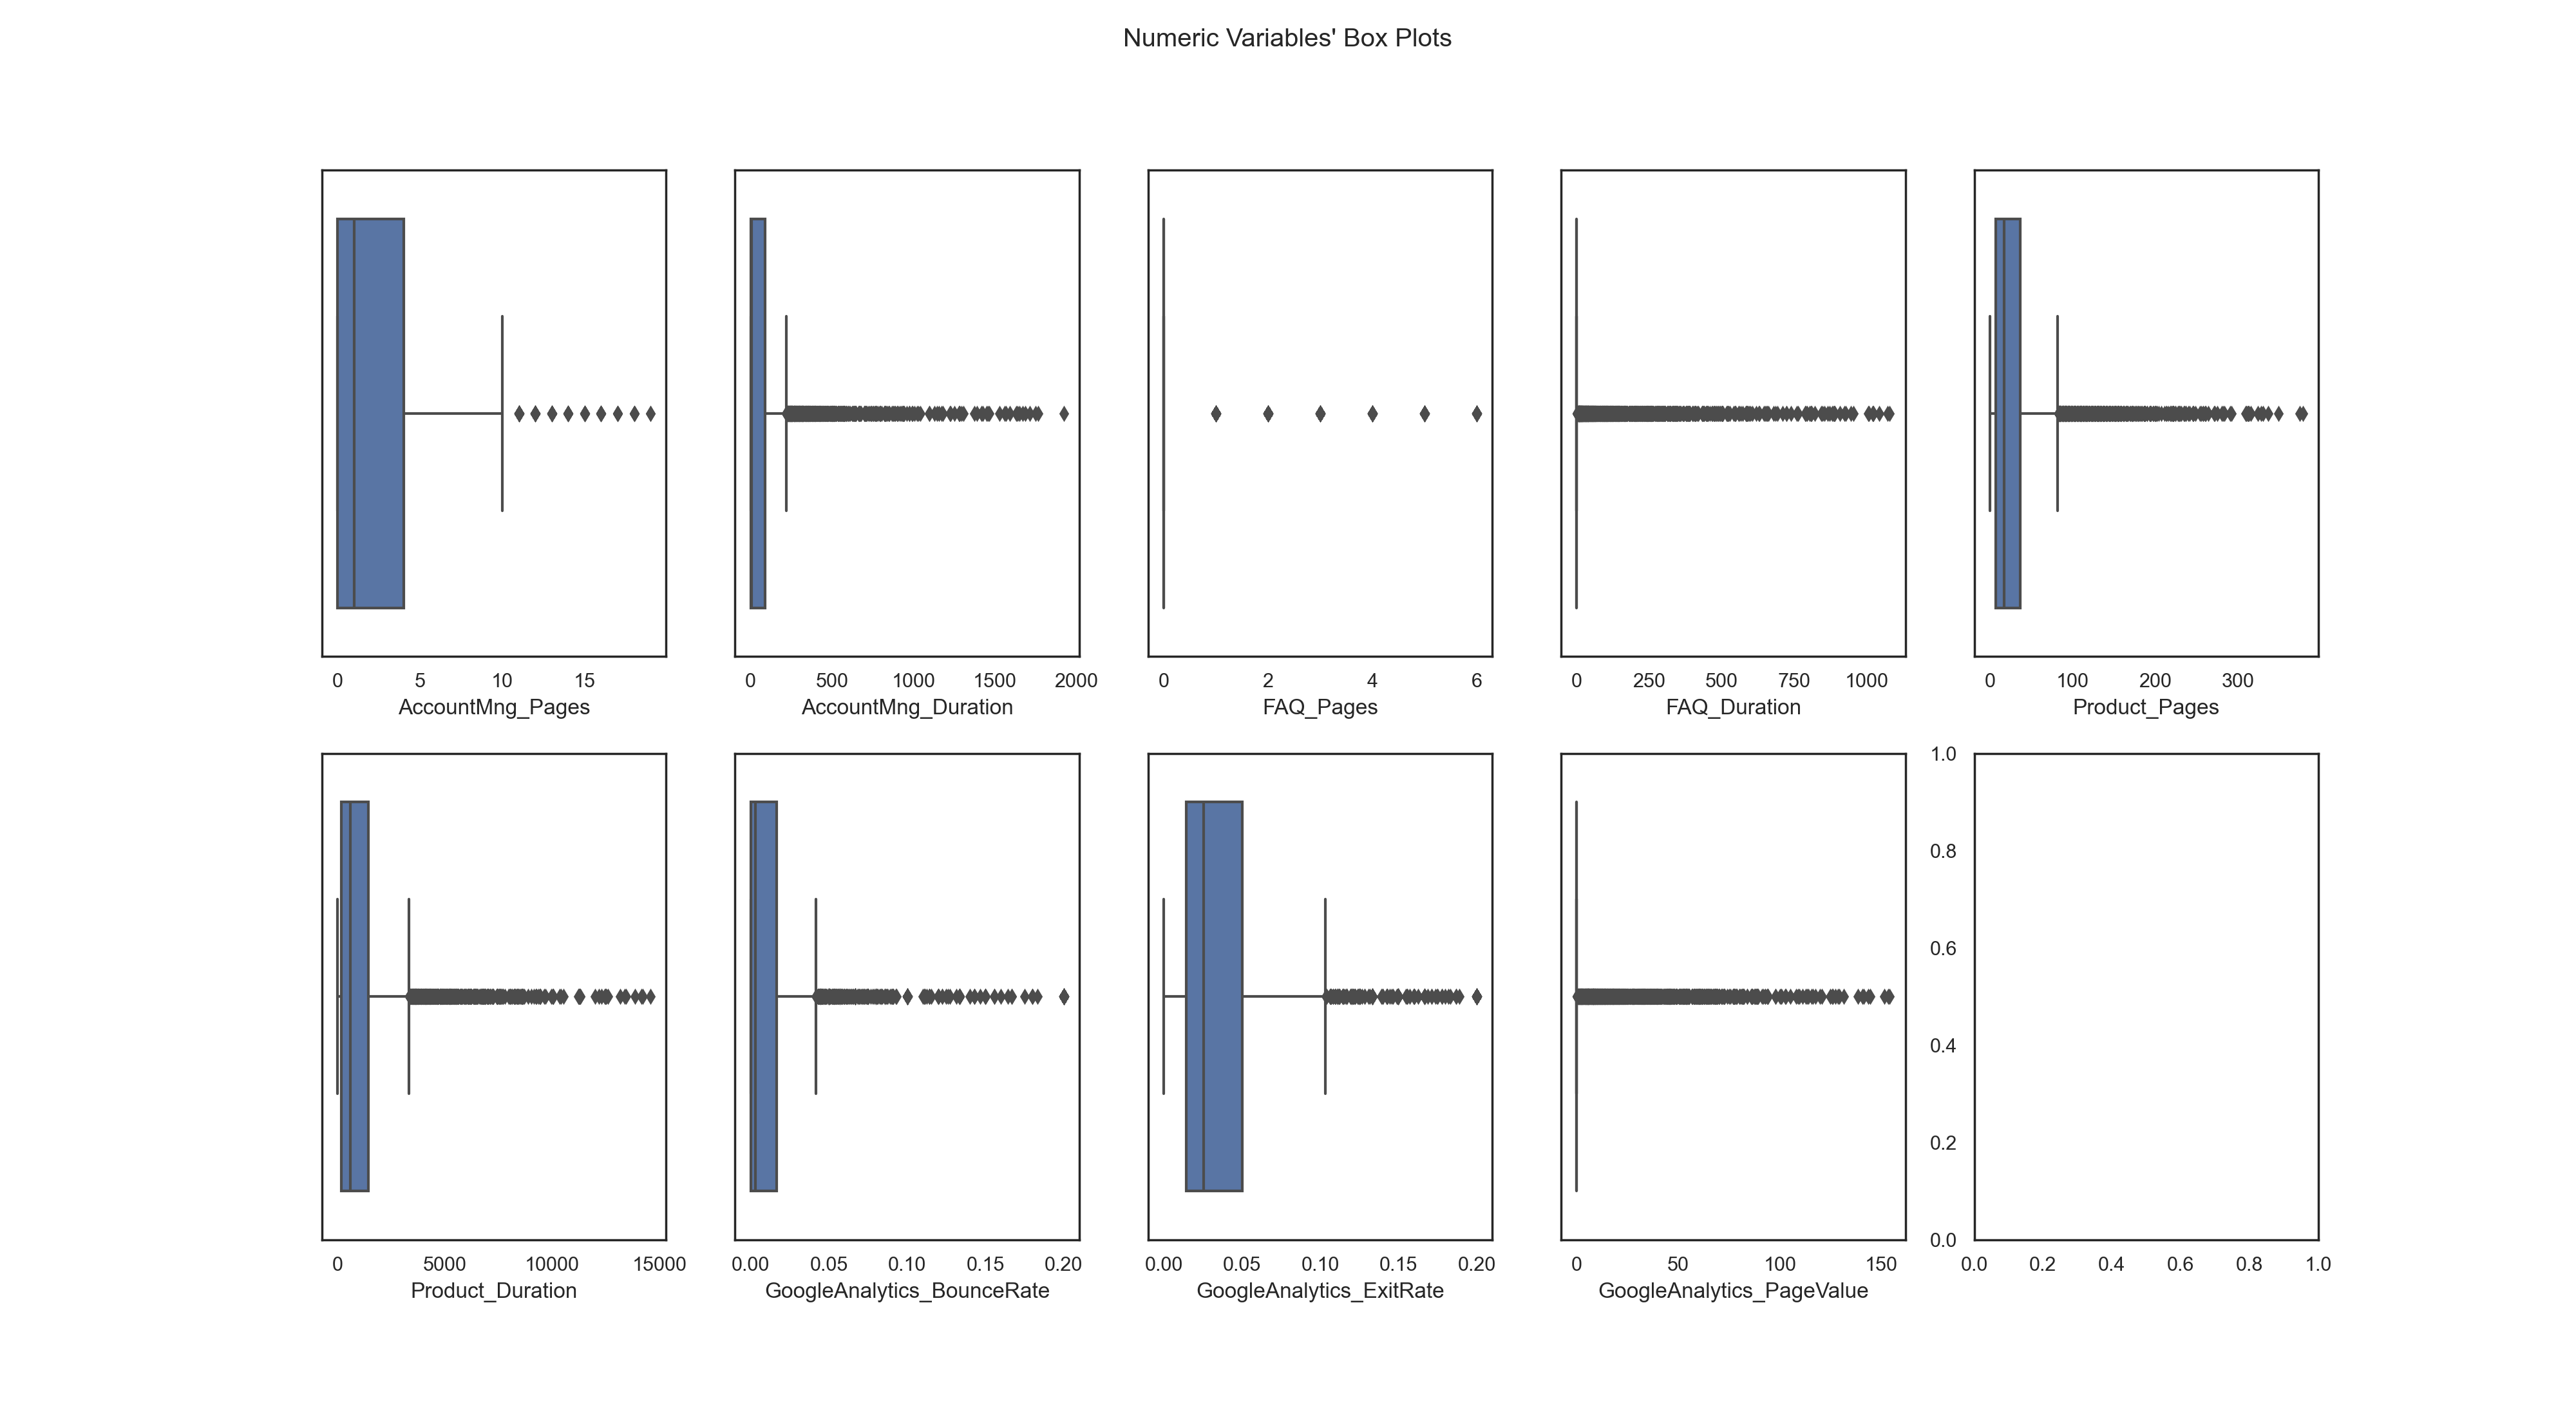 Numeric Variables' Box Plots
0 5 10 15
AccountMng_Pages
0 500 1000 1500 2000
AccountMng_Duration
0 2 4 6
FAQ_Pages
0 250 500 750 1000
FAQ_Duration
0 100 200 300
Product_Pages
0 5000 10000 15000
Product_Duration
0.00 0.05 0.10 0.15 0.20
GoogleAnalytics_BounceRate
0.00 0.05 0.10 0.15 0.20
GoogleAnalytics_ExitRate
0 50 100 150
GoogleAnalytics_PageValue
1.0
0.8
0.6
0.4
0.2
0.0
0.0 0.2 0.4 0.6 0.8 1.0